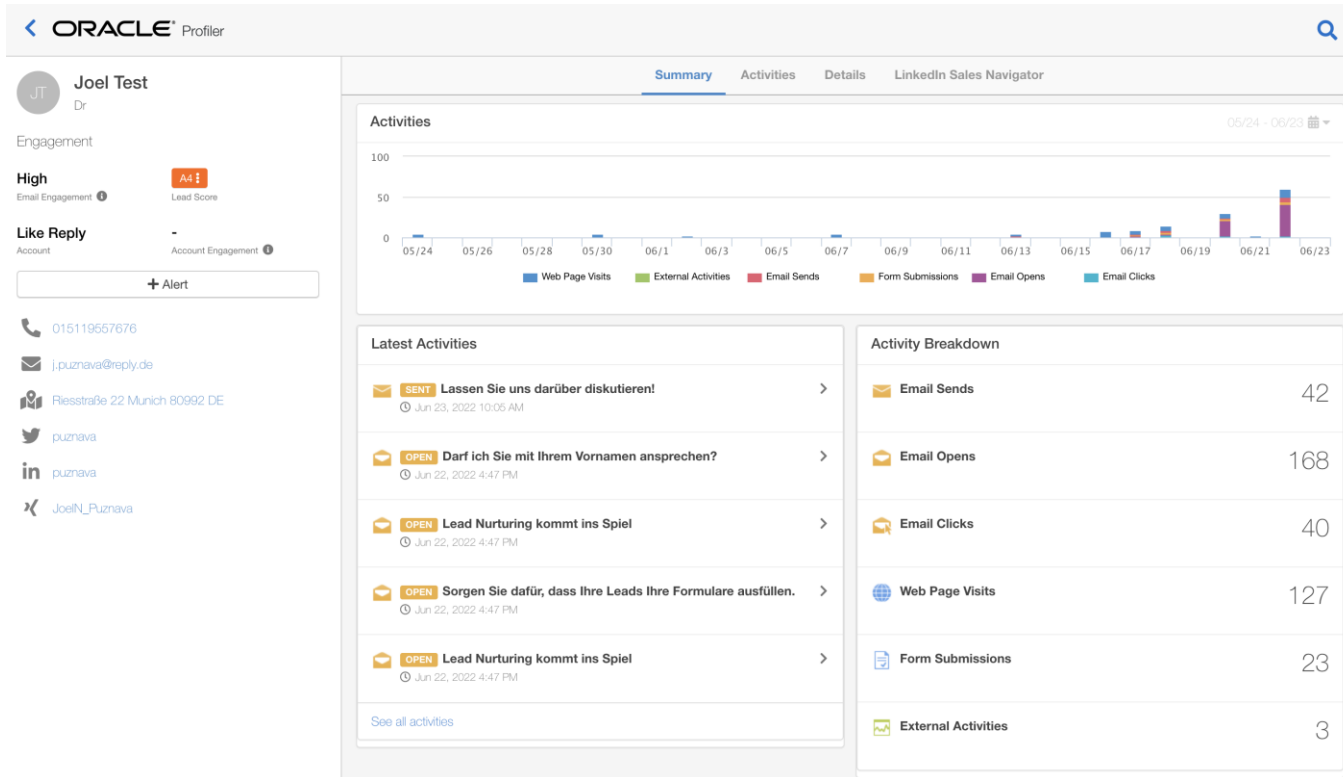 ORACLE® Profiler
JT
Joel Test
Dr
Engagement
High
Email Engagement
A4
Lead Score
Like Reply
Account
-
Account Engagement
+ Alert
015119557676
j.puznava@reply.de
Riesstraße 22 Munich 80992 DE
puznava
in puznava
JoelN_Puznava
Summary Activities Details LinkedIn Sales Navigator
Activities
05/24 - 06/23
100
50
0
05/24 05/26 05/28 05/30 06/1 06/3 06/5 06/7 06/9 06/11 06/13 06/15 06/17 06/19 06/21 06/23
Web Page Visits External Activities Email Sends Form Submissions Email Opens Email Clicks
Latest Activities
SENT Lassen Sie uns darüber diskutieren!
Jun 23, 2022 10:05 AM
OPEN Darf ich Sie mit Ihrem Vornamen ansprechen?
Jun 22, 2022 4:47 PM
OPEN Lead Nurturing kommt ins Spiel
Jun 22, 2022 4:47 PM
OPEN Sorgen Sie dafür, dass Ihre Leads Ihre Formulare ausfüllen.
Jun 22, 2022 4:47 PM
OPEN Lead Nurturing kommt ins Spiel
Jun 22, 2022 4:47 PM
See all activities
Activity Breakdown
Email Sends 42
Email Opens 168
Email Clicks 40
Web Page Visits 127
Form Submissions 23
External Activities 3